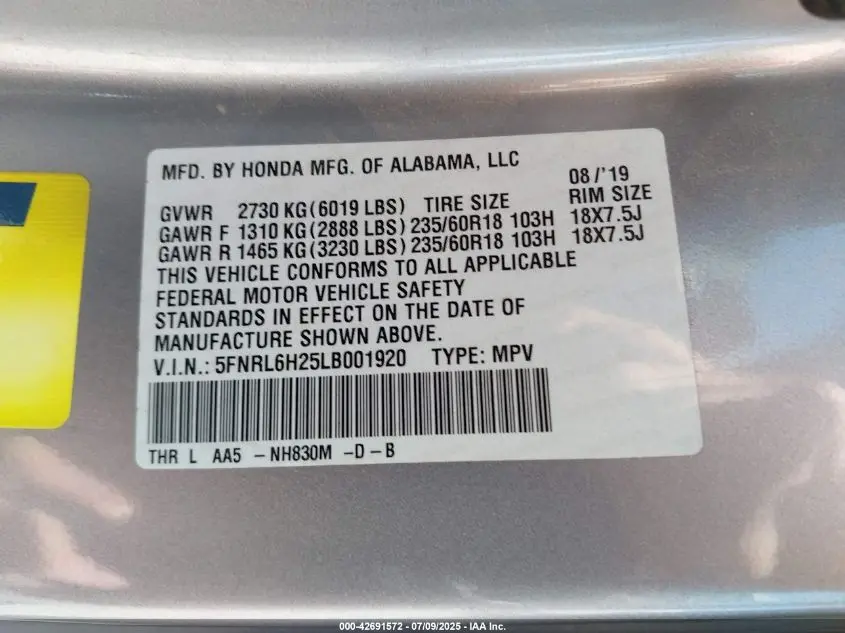 MFD. BY HONDA MFG. OF ALABAMA, LLC
08/'19
GVWR 2730 KG(6019 LBS) TIRE SIZE RIM SIZE
GAWR F 1310 KG(2888 LBS) 235/60R18 103H 18X7.5J
GAWR R 1465 KG(3230 LBS) 235/60R18 103H 18X7.5J
THIS VEHICLE CONFORMS TO ALL APPLICABLE
FEDERAL MOTOR VEHICLE SAFETY
STANDARDS IN EFFECT ON THE DATE OF
MANUFACTURE SHOWN ABOVE.
V.I.N.: 5FNRL6H25LB001920 TYPE: MPV
THR L AA5 -NH830M -D-B
000-42691572 / 07/09/2025 - IAA Inc.